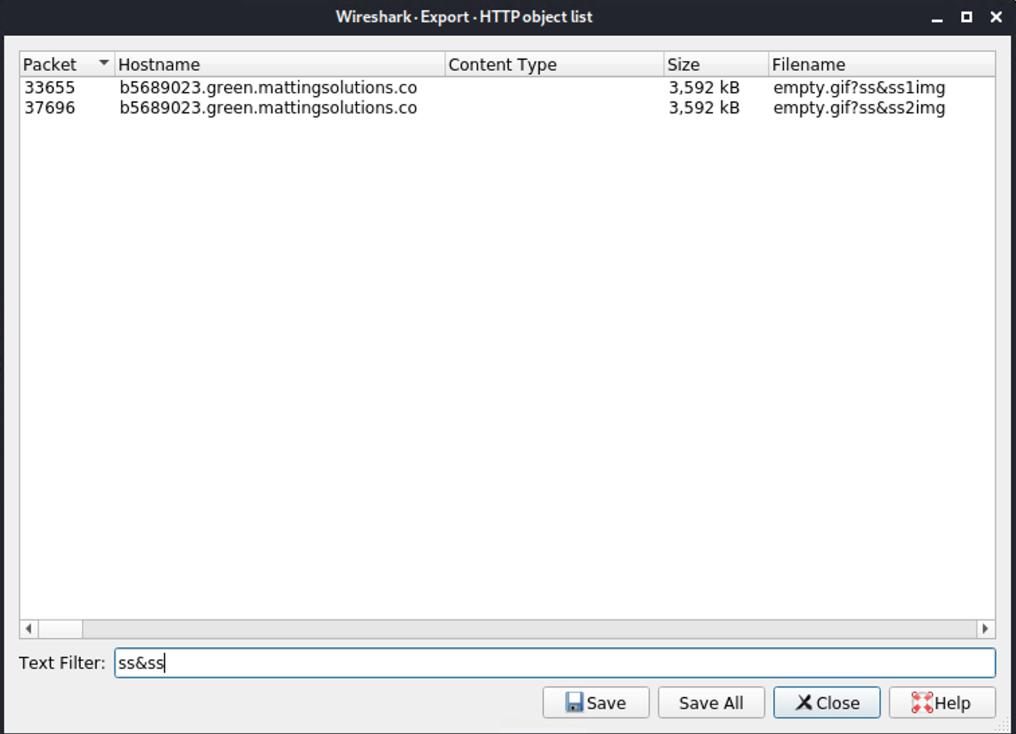 Wireshark · Export · HTTP object list
Packet Hostname Content Type Size Filename
33655 b5689023.green.mattingsolutions.co 3,592 kB empty.gif?ss&ss1img
37696 b5689023.green.mattingsolutions.co 3,592 kB empty.gif?ss&ss2img
Text Filter: ss&ss
Save Save All Close Help